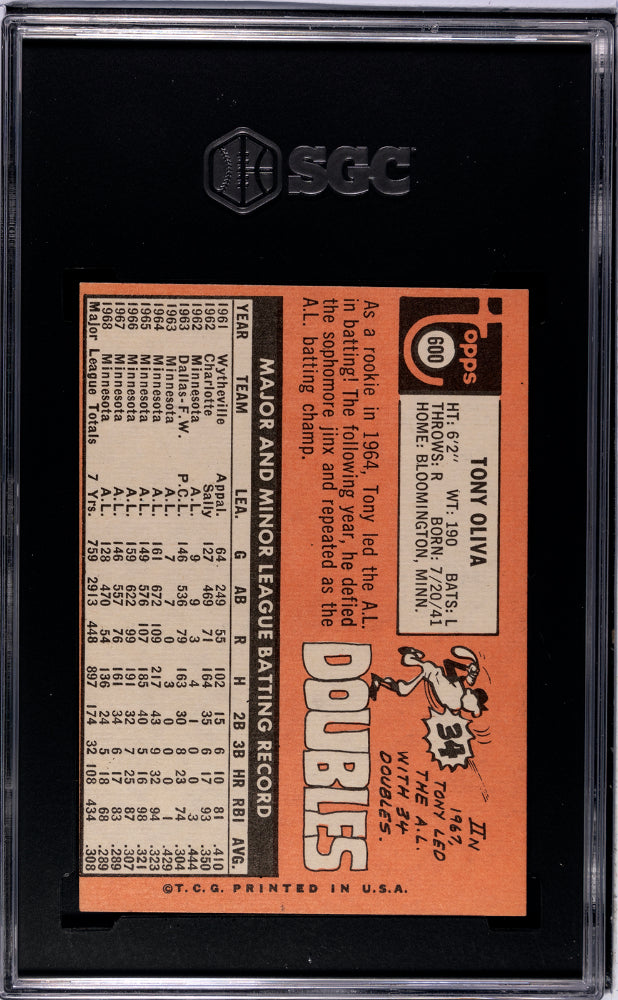 SGC
Topps
600
TONY OLIVA
HT: 6'2" WT: 190 BATS: L
THROWS: R BORN: 7/20/41
HOME: BLOOMINGTON, MINN.
As a rookie in 1964, Tony led the A.L.
in batting! The following year, he defied
the sophomore jinx and repeated as the
A.L. batting champ.
34
IN
1967,
TONY LED
THE A.L.
WITH 34
DOUBLES.
DOUBLES
MAJOR AND MINOR LEAGUE BATTING RECORD
YEAR TEAM LEA. G AB R H 2B 3B HR RBI AVG.
1961 Wytheville Appal. 64 249 55 102 15 6 10 81 .410
1962 Charlotte Sally 127 469 71 164 35 6 17 93 .350
1962 Minnesota A.L. 9 9 3 4 1 0 0 3 .444
1963 Dallas-F.W. P.C.L. 146 536 79 163 30 8 23 74 .304
1963 Minnesota A.L. 7 7 0 3 0 0 0 1 .429
1964 Minnesota A.L. 161 672 109 217 43 9 32 94 .323
1965 Minnesota A.L. 149 576 107 185 40 5 16 98 .321
1966 Minnesota A.L. 159 622 99 191 32 7 25 87 .307
1967 Minnesota A.L. 146 557 76 161 34 6 17 83 .289
1968 Minnesota A.L. 128 470 54 136 24 5 18 68 .289
Major League Totals 7 Yrs. 759 2913 448 897 174 32 108 434 .308
©T.C.G. PRINTED IN U.S.A.